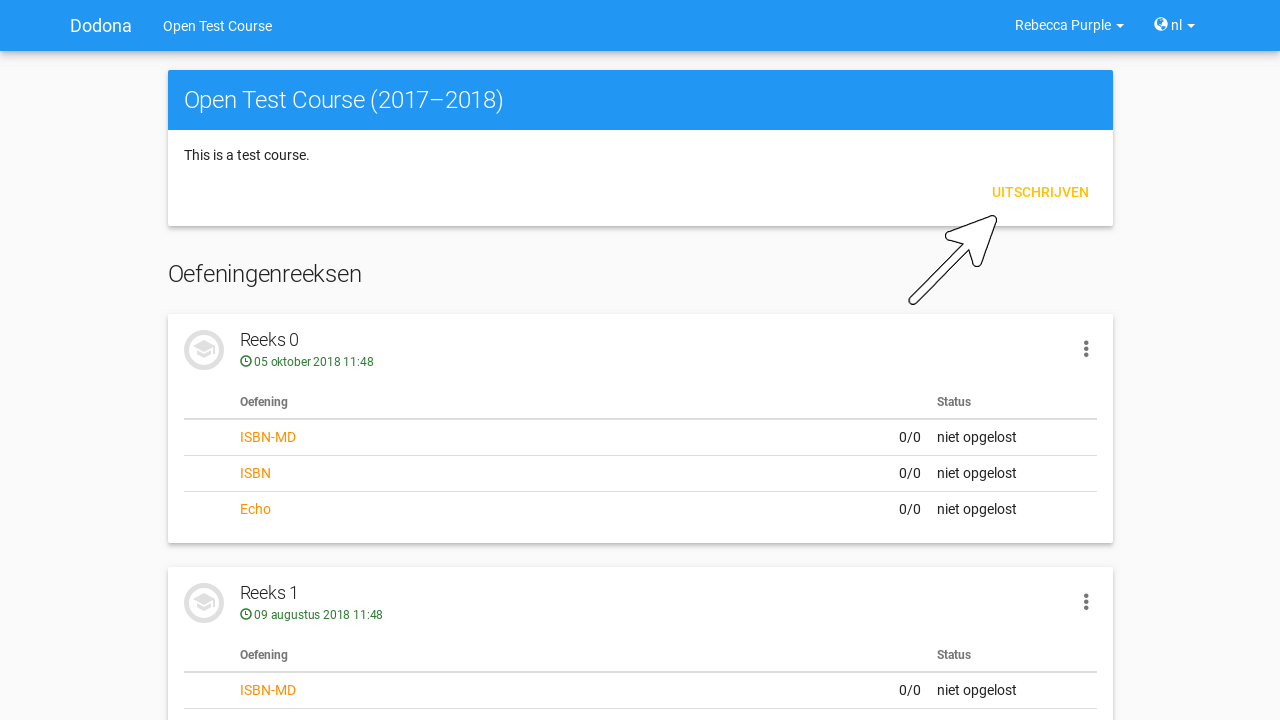 Dodona Open Test Course Rebecca Purple nl
Open Test Course (2017–2018)
This is a test course.
UITSCHRIJVEN
Oefeningenreeksen
Reeks 0
05 oktober 2018 11:48
Oefening Status
ISBN-MD 0/0 niet opgelost
ISBN 0/0 niet opgelost
Echo 0/0 niet opgelost
Reeks 1
09 augustus 2018 11:48
Oefening Status
ISBN-MD 0/0 niet opgelost